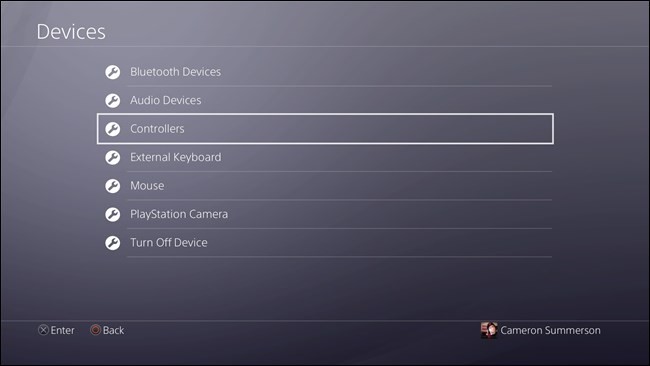 Devices
Bluetooth Devices
Audio Devices
Controllers
External Keyboard
Mouse
PlayStation Camera
Turn Off Device
Enter Back Cameron Summerson